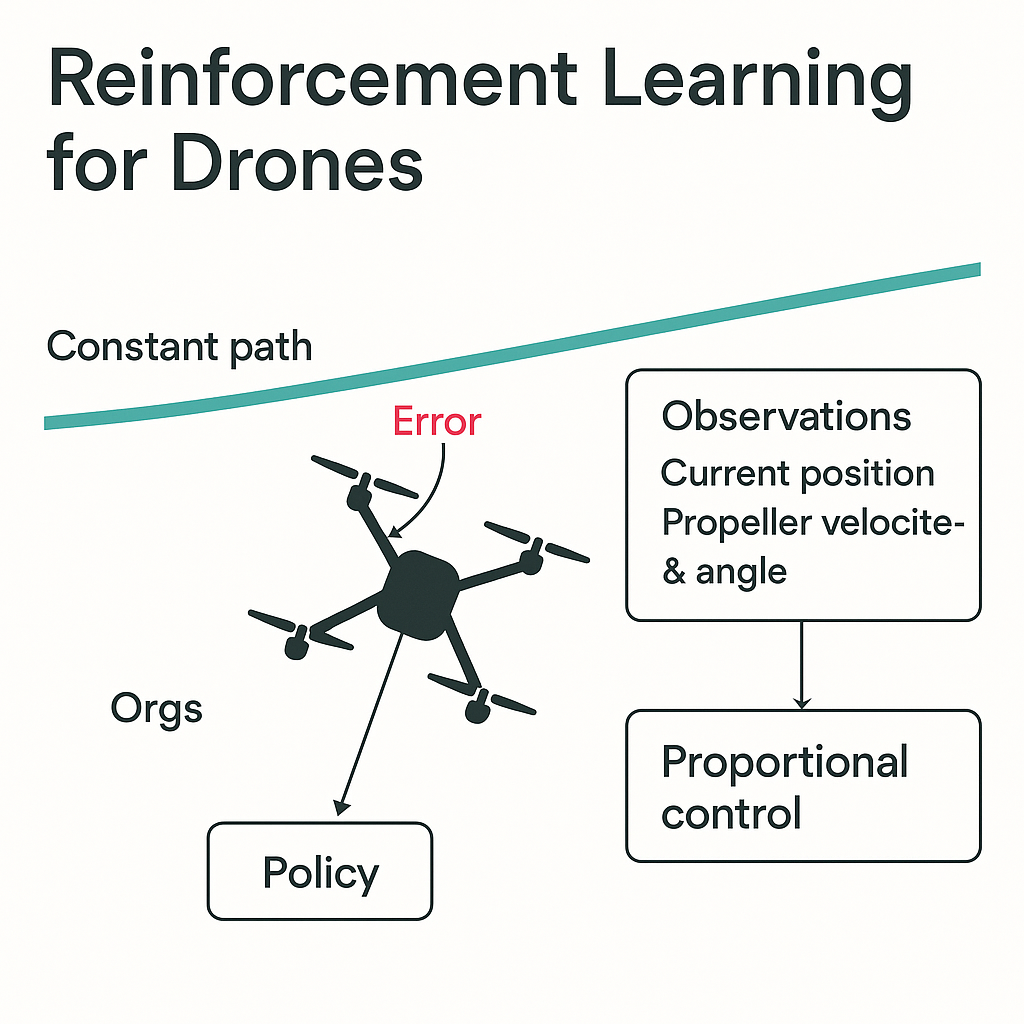 Reinforcement Learning
for Drones
Constant path
Error
Observations
Current position
Propeller velocite-
& angle
Orgs
Proportional
control
Policy